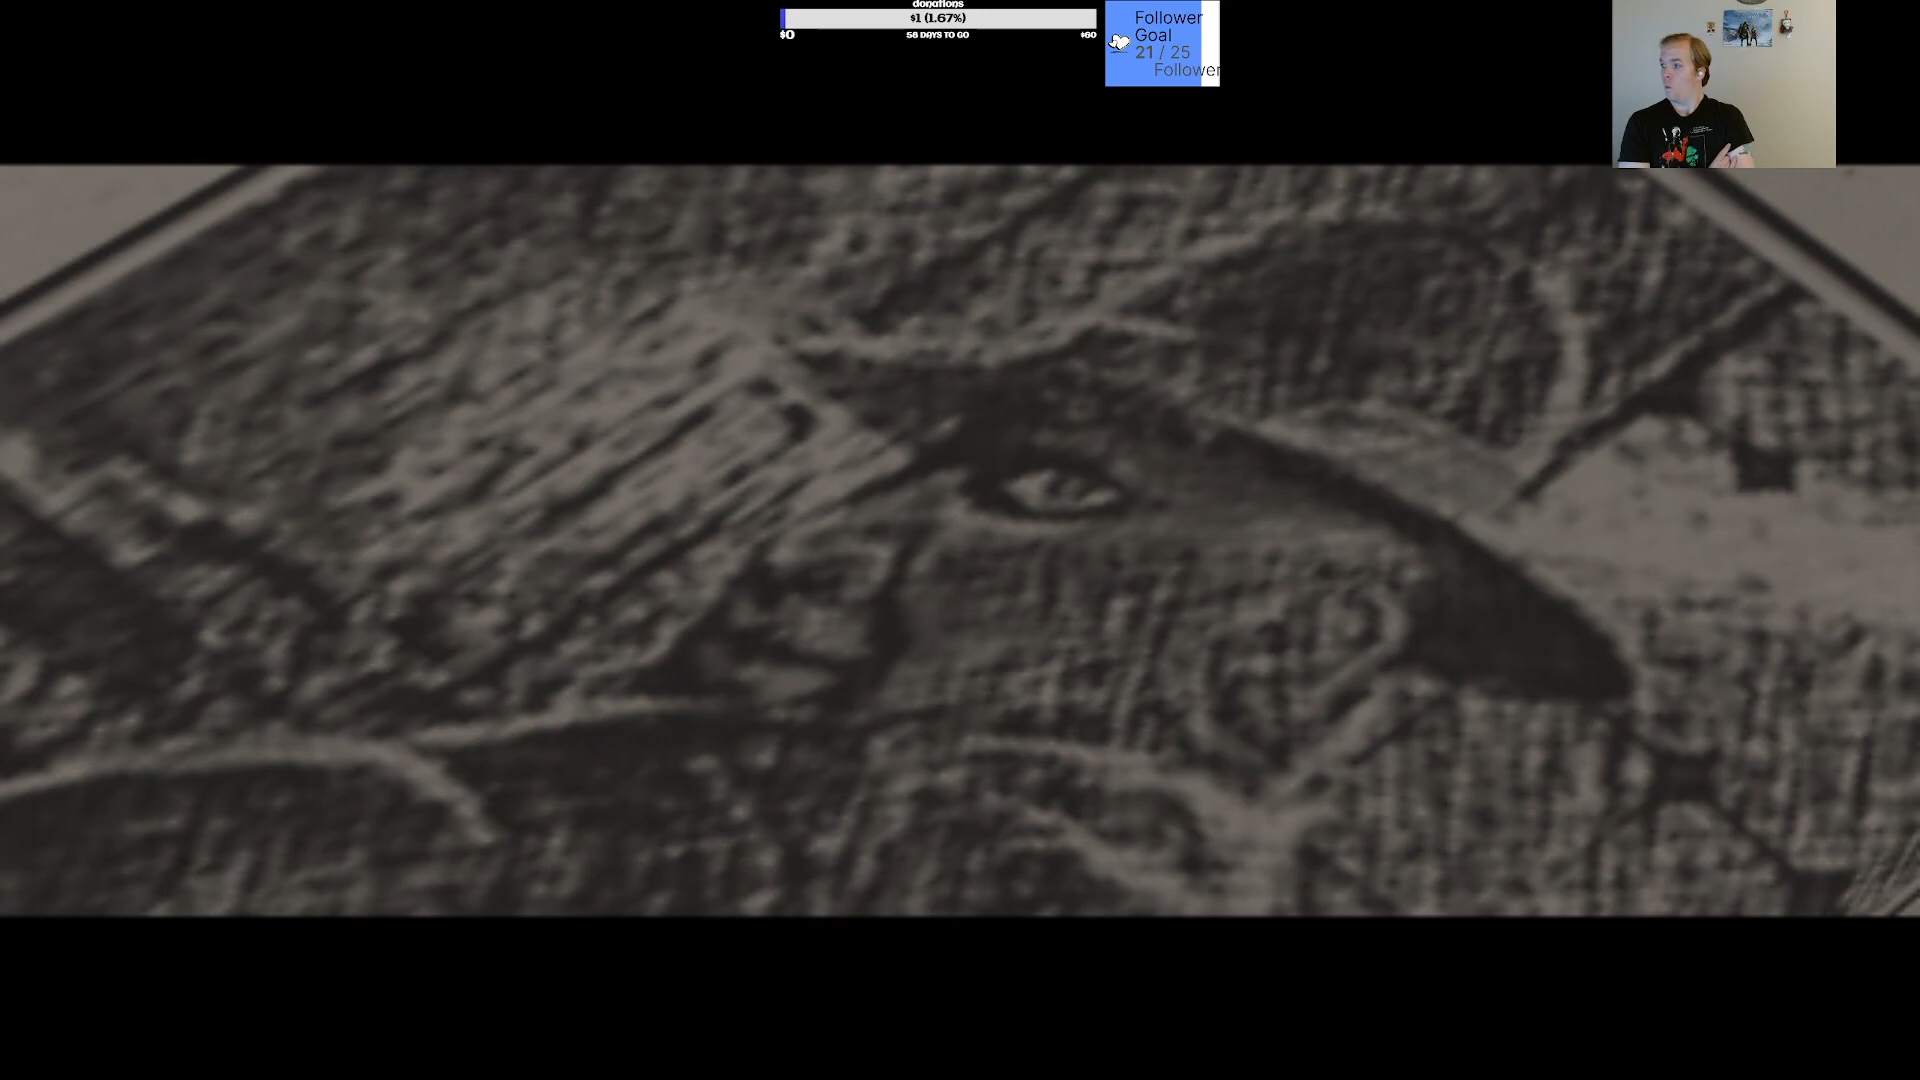 donations
$1 (1.67%)
$0
58 DAYS TO GO
$60
Follower
Goal
21 / 25
Follower